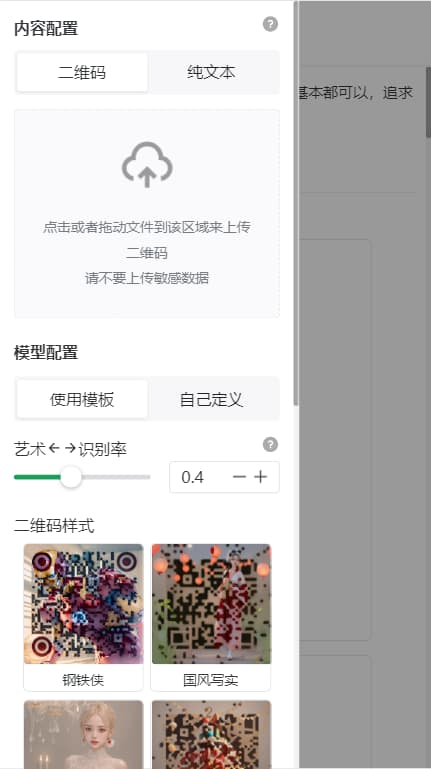 内容配置
?
二维码
纯文本
基本都可以，追求
点击或者拖动文件到该区域来上传
二维码
请不要上传敏感数据
模型配置
使用模板
自己定义
艺术←→识别率
?
0.4
二维码样式
钢铁侠
国风写实